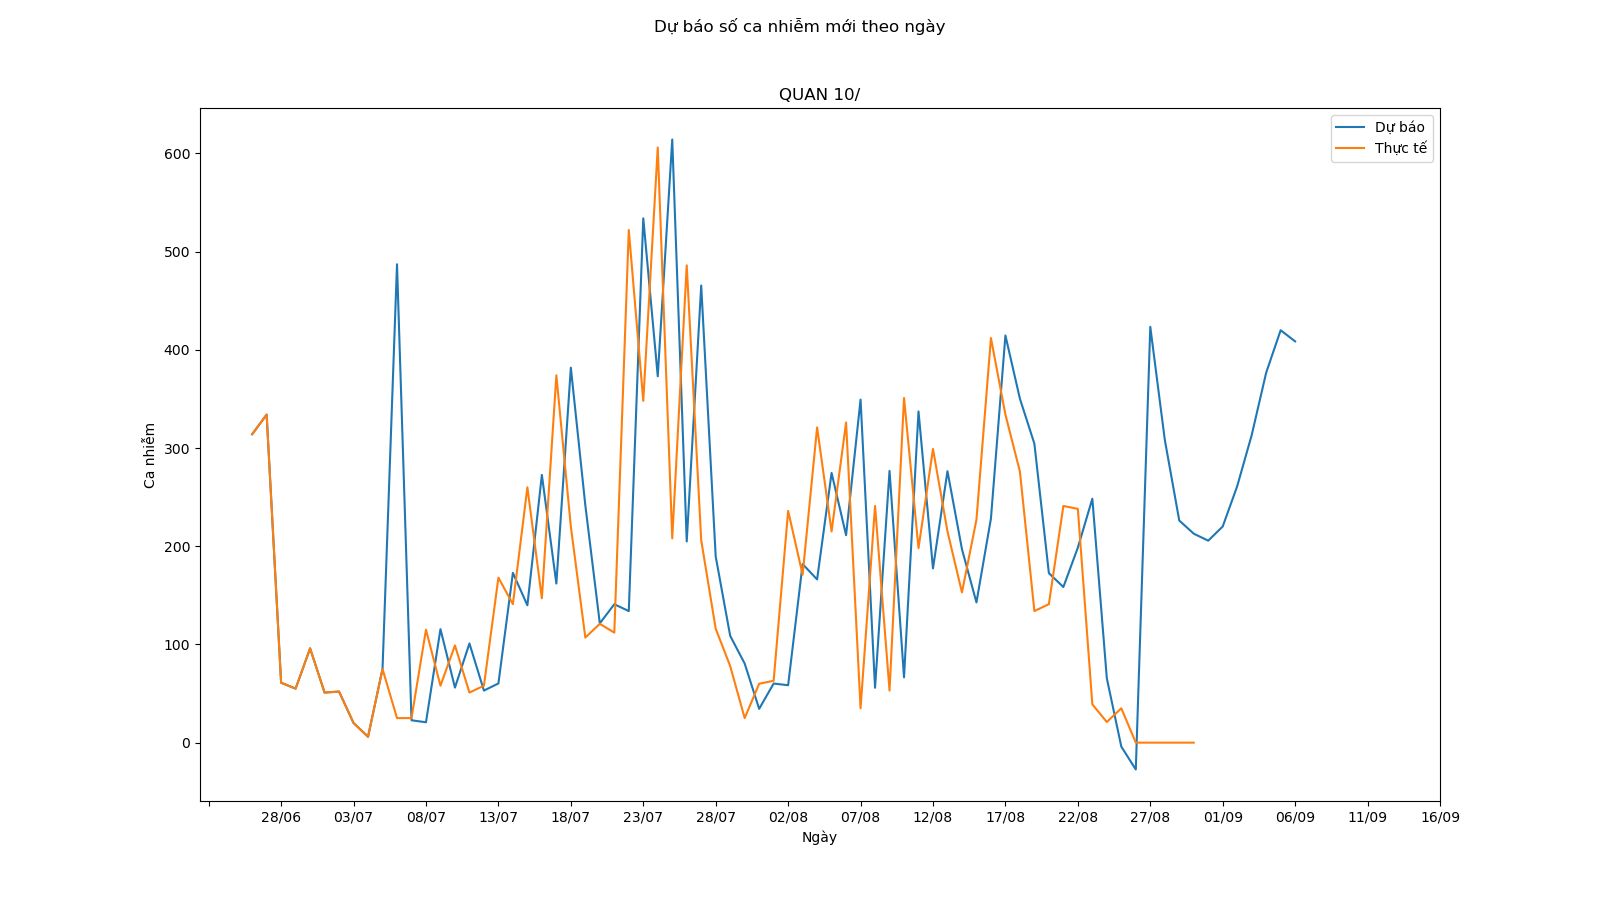 Dự báo số ca nhiễm mới theo ngày
QUAN 10/
Dự báo
Thực tế
600
500
400
300
200
100
0
Ca nhiễm
28/06 03/07 08/07 13/07 18/07 23/07 28/07 02/08 07/08 12/08 17/08 22/08 27/08 01/09 06/09 11/09 16/09
Ngày